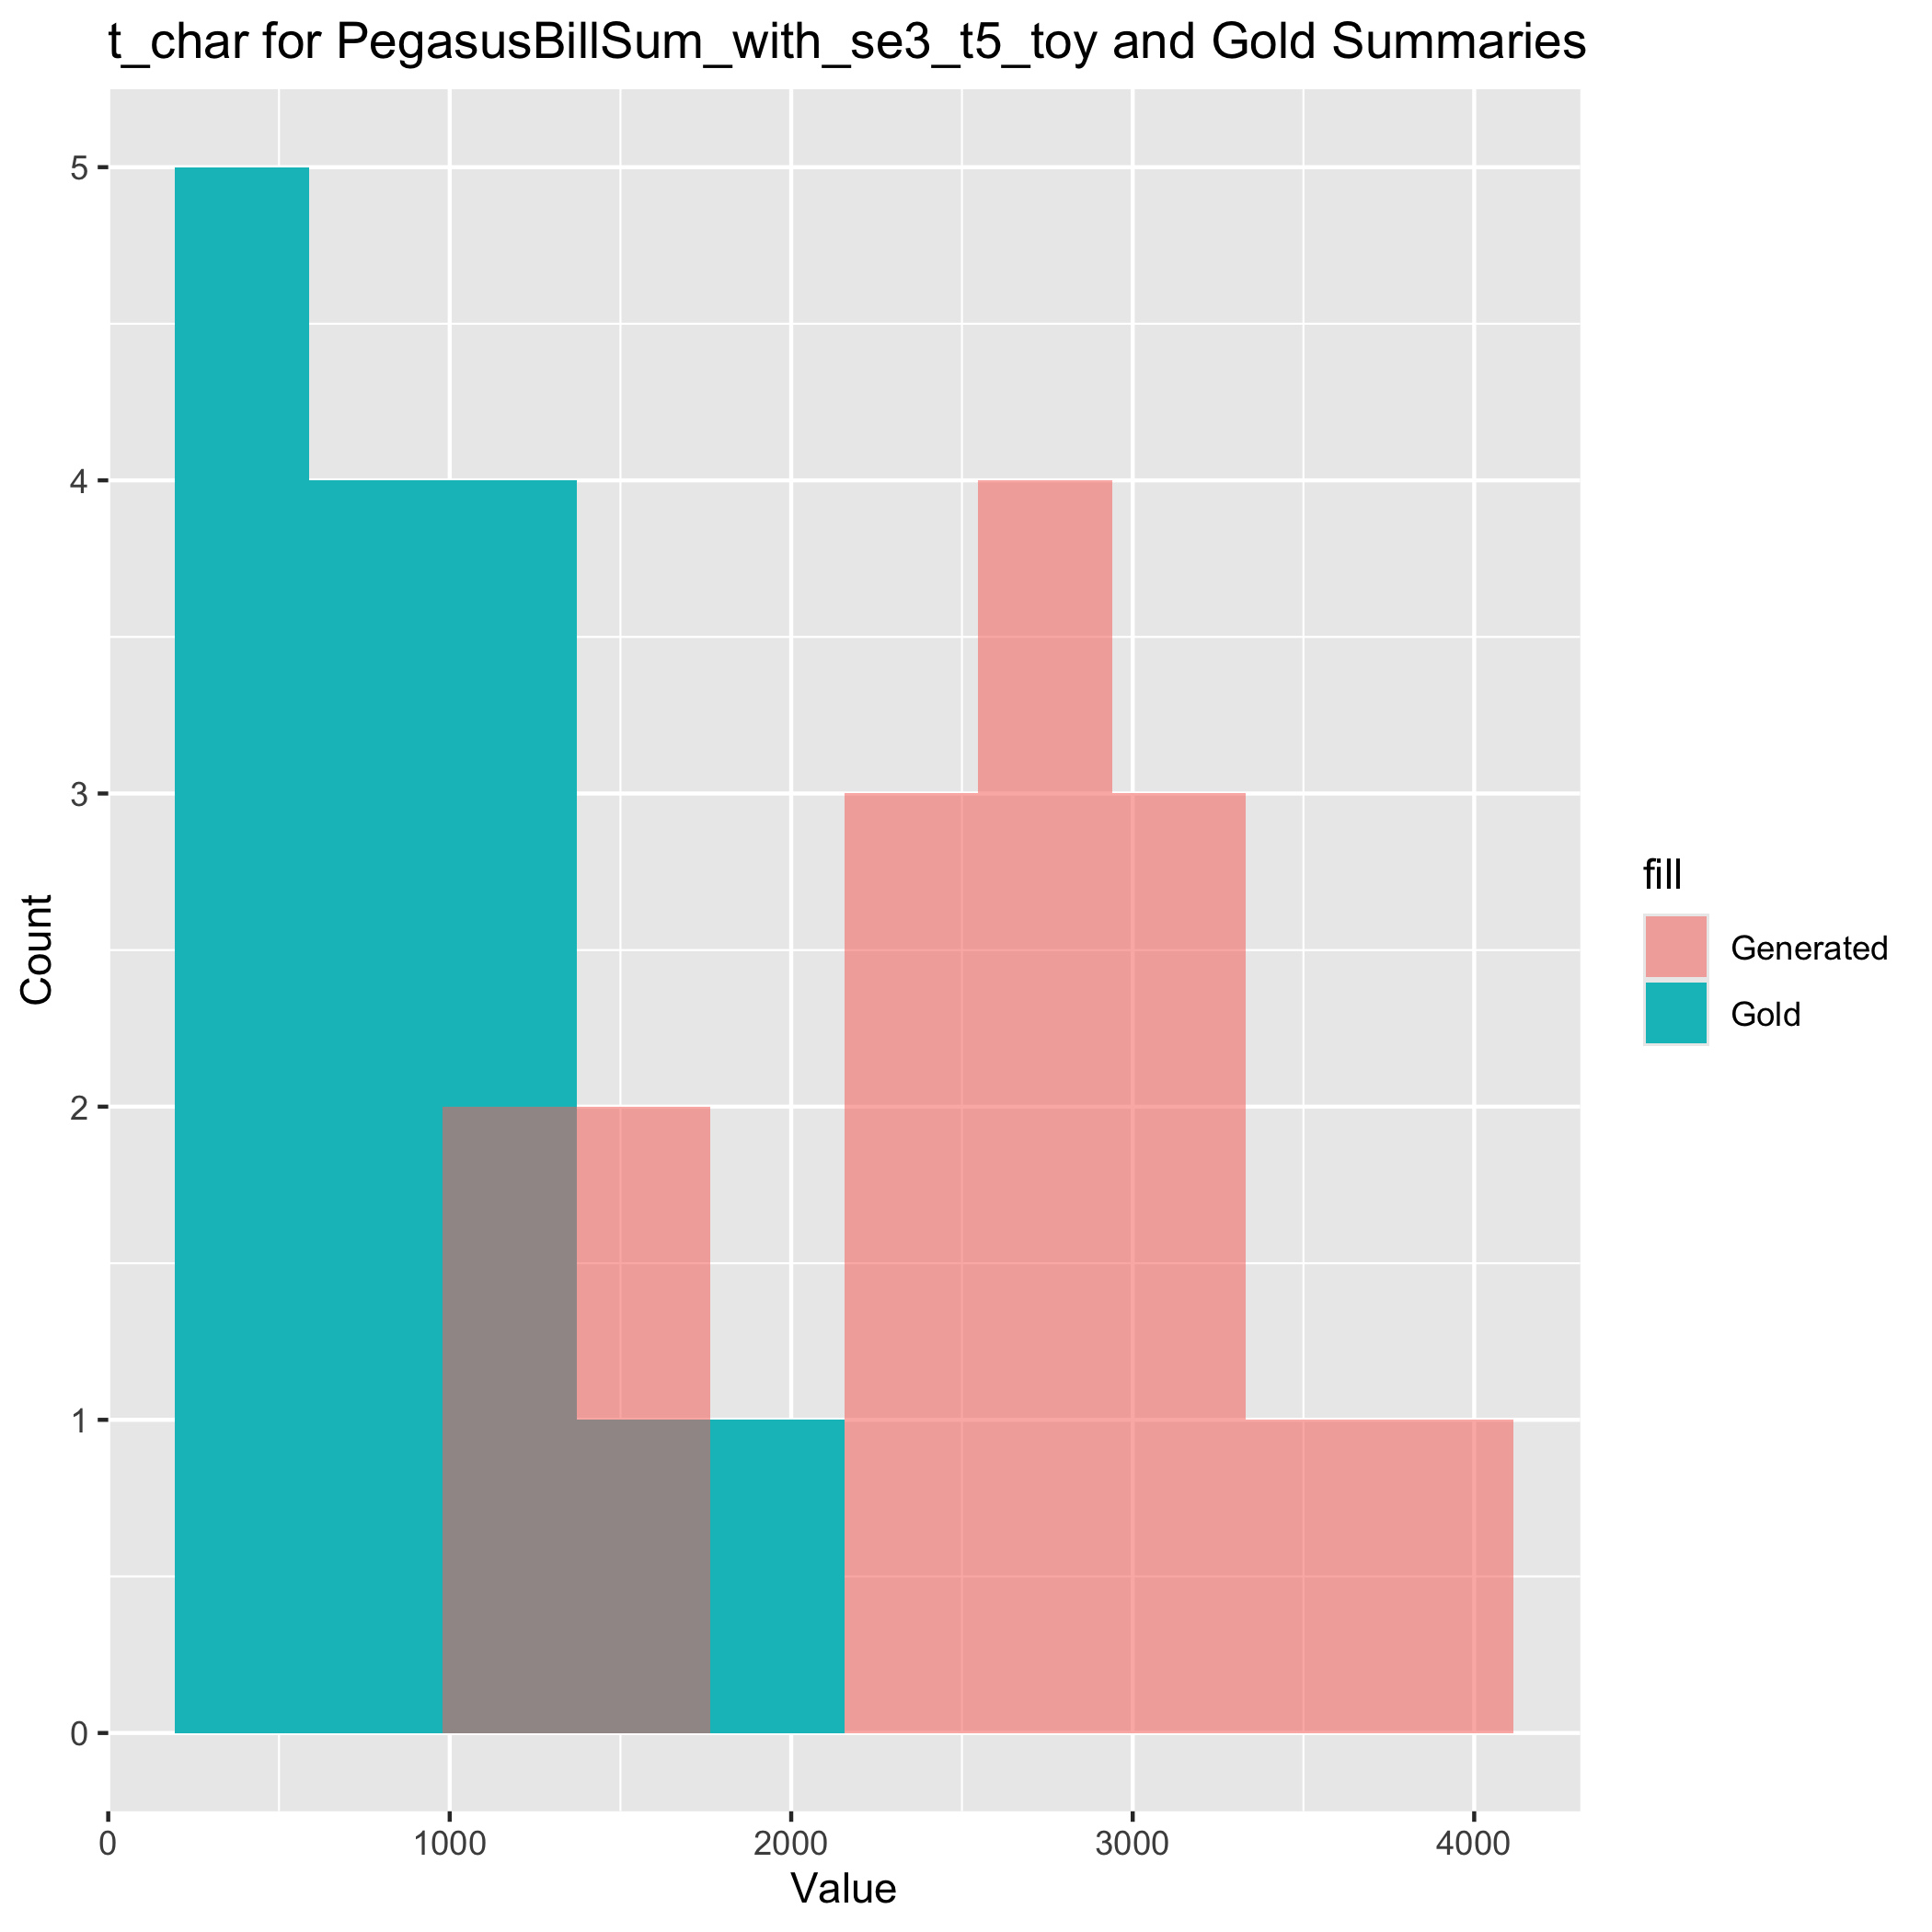 t_char for PegasusBillSum_with_se3_t5_toy and Gold Summaries
5
4
3
2
1
0
Count
0 1000 2000 3000 4000
Value
fill
Generated
Gold